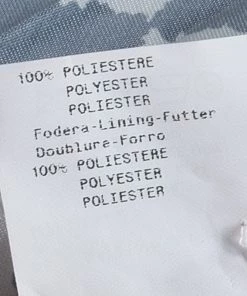 100% POLIESTERE
POLYESTER
POLIESTER
Fodera-Lining-Futter
Doublure-Forro
100% POLIESTERE
POLYESTER
POLIESTER